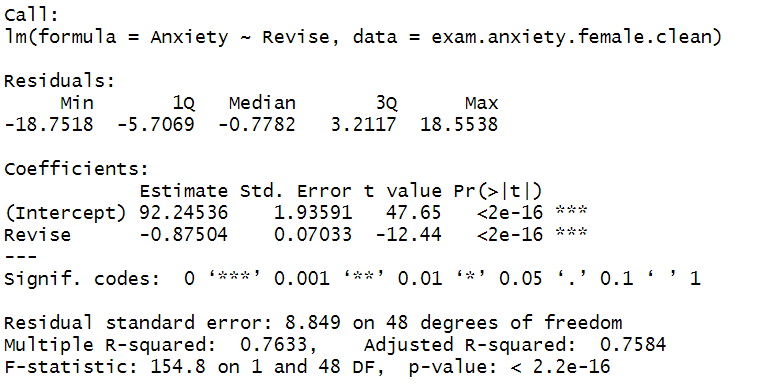 Call:
lm(formula = Anxiety ~ Revise, data = exam.anxiety.female.clean)
Residuals:
Min 1Q Median 3Q Max
-18.7518 -5.7069 -0.7782 3.2117 18.5538
Coefficients:
Estimate Std. Error t value Pr(>|t|)
(Intercept) 92.24536 1.93591 47.65 <2e-16 ***
Revise -0.87504 0.07033 -12.44 <2e-16 ***
---
Signif. codes: 0 ‘***’ 0.001 ‘**’ 0.01 ‘*’ 0.05 ‘.’ 0.1 ‘ ’ 1
Residual standard error: 8.849 on 48 degrees of freedom
Multiple R-squared: 0.7633, Adjusted R-squared: 0.7584
F-statistic: 154.8 on 1 and 48 DF, p-value: < 2.2e-16